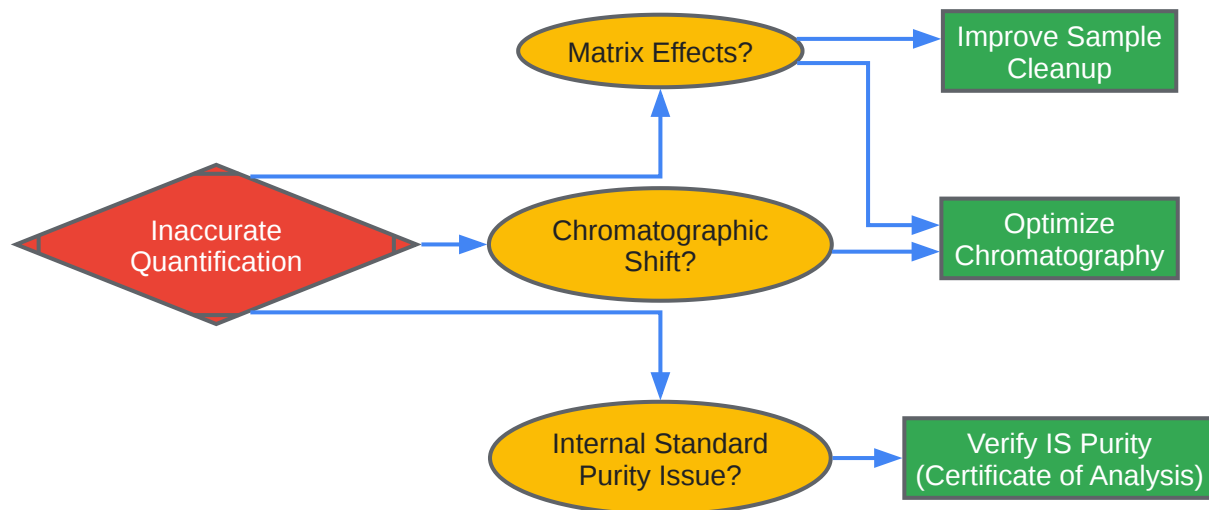 Matrix Effects?
Improve Sample
Cleanup
Inaccurate
Quantification
Chromatographic
Shift?
Optimize
Chromatography
Internal Standard
Purity Issue?
Verify IS Purity
(Certificate of Analysis)